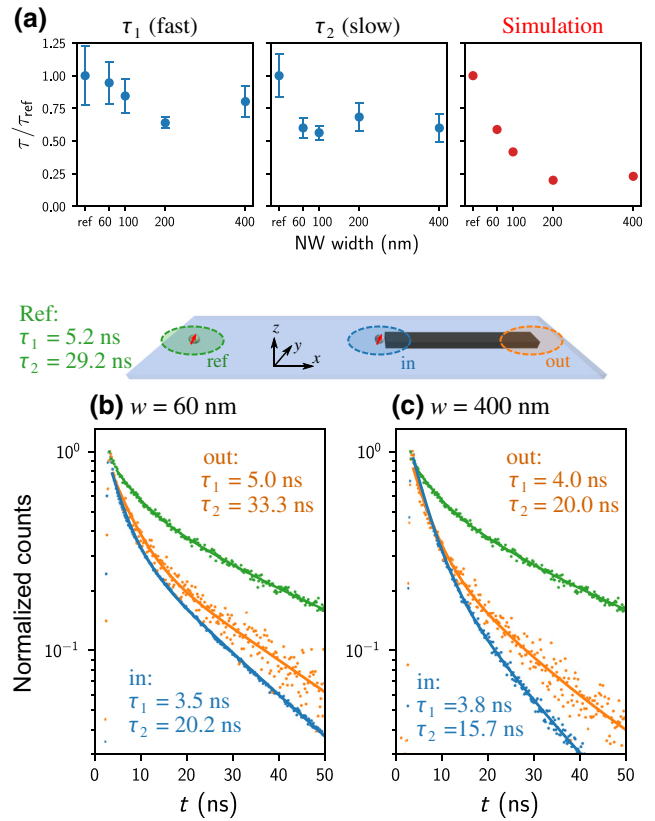 (a)
τ1 (fast)
τ2 (slow)
Simulation
τ/τref
1.25
1.00
0.75
0.50
0.25
0.00
ref 60 100 200 400
ref 60 100 200 400
ref 60 100 200 400
NW width (nm)
Ref:
τ1 = 5.2 ns
τ2 = 29.2 ns
ref
z
y
x
in
out
(b) w = 60 nm
(c) w = 400 nm
Normalized counts
10^0
10^-1
out:
τ1 = 5.0 ns
τ2 = 33.3 ns
in:
τ1 = 3.5 ns
τ2 = 20.2 ns
0 10 20 30 40 50
t (ns)
10^0
10^-1
out:
τ1 = 4.0 ns
τ2 = 20.0 ns
in:
τ1 =3.8 ns
τ2 =15.7 ns
0 10 20 30 40 50
t (ns)